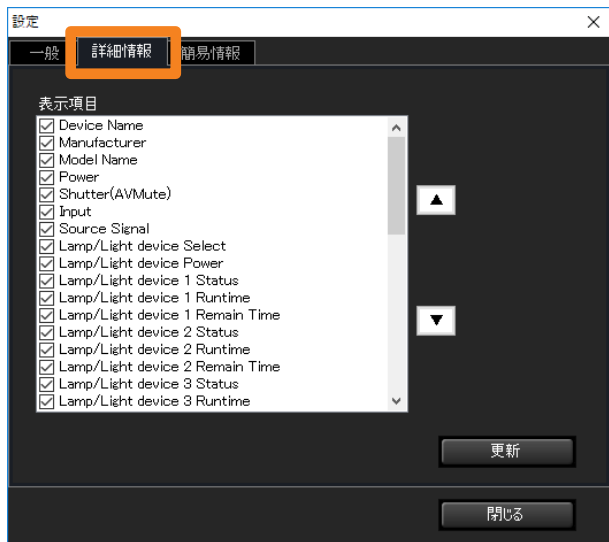 設定
一般 詳細情報 簡易情報
表示項目
Device Name
Manufacturer
Model Name
Power
Shutter(AVMute)
Input
Source Signal
Lamp/Light device Select
Lamp/Light device Power
Lamp/Light device 1 Status
Lamp/Light device 1 Runtime
Lamp/Light device 1 Remain Time
Lamp/Light device 2 Status
Lamp/Light device 2 Runtime
Lamp/Light device 2 Remain Time
Lamp/Light device 3 Status
Lamp/Light device 3 Runtime
更新
閉じる